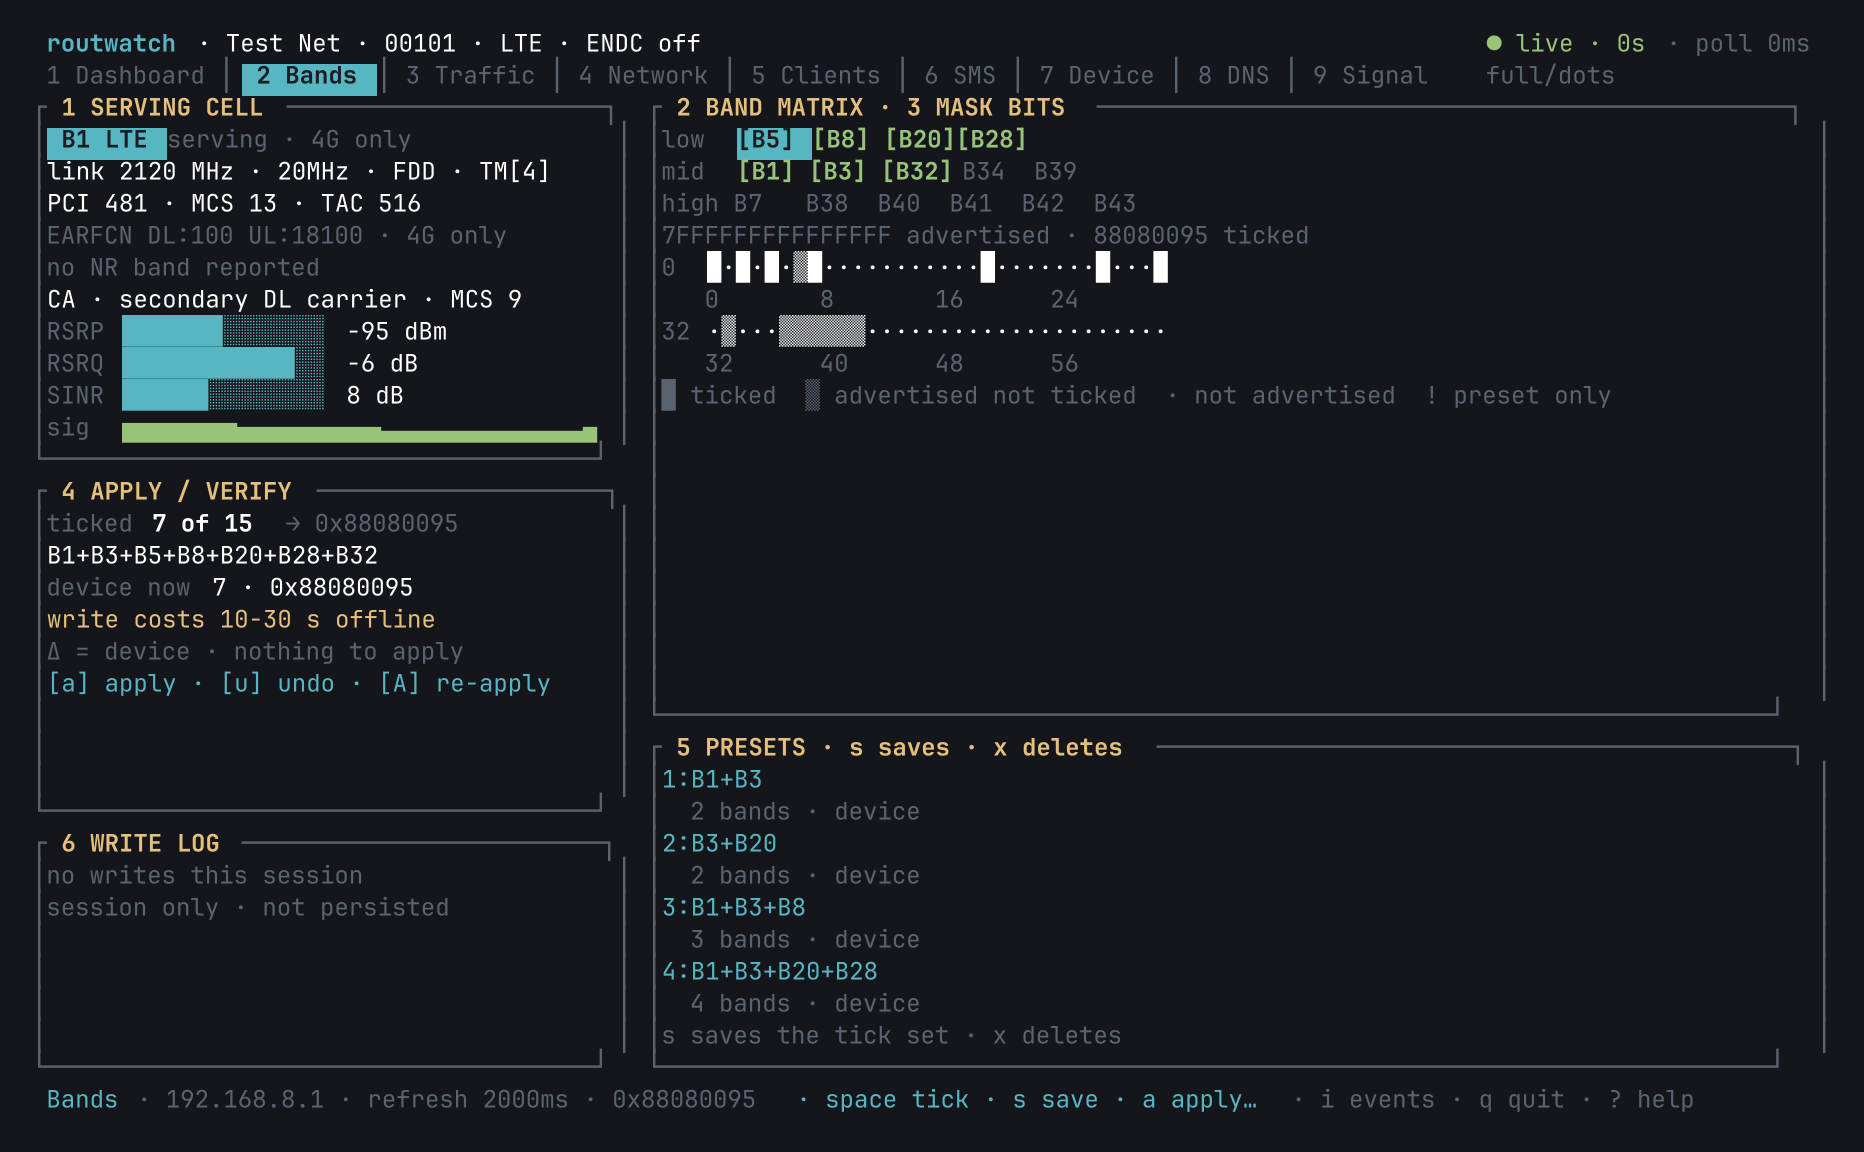 routwatch · Test Net · 00101 · LTE · ENDC off ● live · 0s · poll 0ms
1 Dashboard │ 2 Bands │ 3 Traffic │ 4 Network │ 5 Clients │ 6 SMS │ 7 Device │ 8 DNS │ 9 Signal full/dots
1 SERVING CELL
B1 LTE serving · 4G only
link 2120 MHz · 20MHz · FDD · TM[4]
PCI 481 · MCS 13 · TAC 516
EARFCN DL:100 UL:18100 · 4G only
no NR band reported
CA · secondary DL carrier · MCS 9
RSRP -95 dBm
RSRQ -6 dB
SINR 8 dB
sig
2 BAND MATRIX · 3 MASK BITS
low [B5] [B8] [B20][B28]
mid [B1] [B3] [B32] B34 B39
high B7 B38 B40 B41 B42 B43
7FFFFFFFFFFFFFFF advertised · 88080095 ticked
0 █·█·█·▒█···········█·······█···█
0 8 16 24
32 ·▒···▒▒▒▒▒▒·····················
32 40 48 56
█ ticked ▒ advertised not ticked · not advertised ! preset only
4 APPLY / VERIFY
ticked 7 of 15 → 0x88080095
B1+B3+B5+B8+B20+B28+B32
device now 7 · 0x88080095
write costs 10-30 s offline
Δ = device · nothing to apply
[a] apply · [u] undo · [A] re-apply
5 PRESETS · s saves · x deletes
1:B1+B3
2 bands · device
2:B3+B20
2 bands · device
3:B1+B3+B8
3 bands · device
4:B1+B3+B20+B28
4 bands · device
s saves the tick set · x deletes
6 WRITE LOG
no writes this session
session only · not persisted
Bands · 192.168.8.1 · refresh 2000ms · 0x88080095 · space tick · s save · a apply… · i events · q quit · ? help